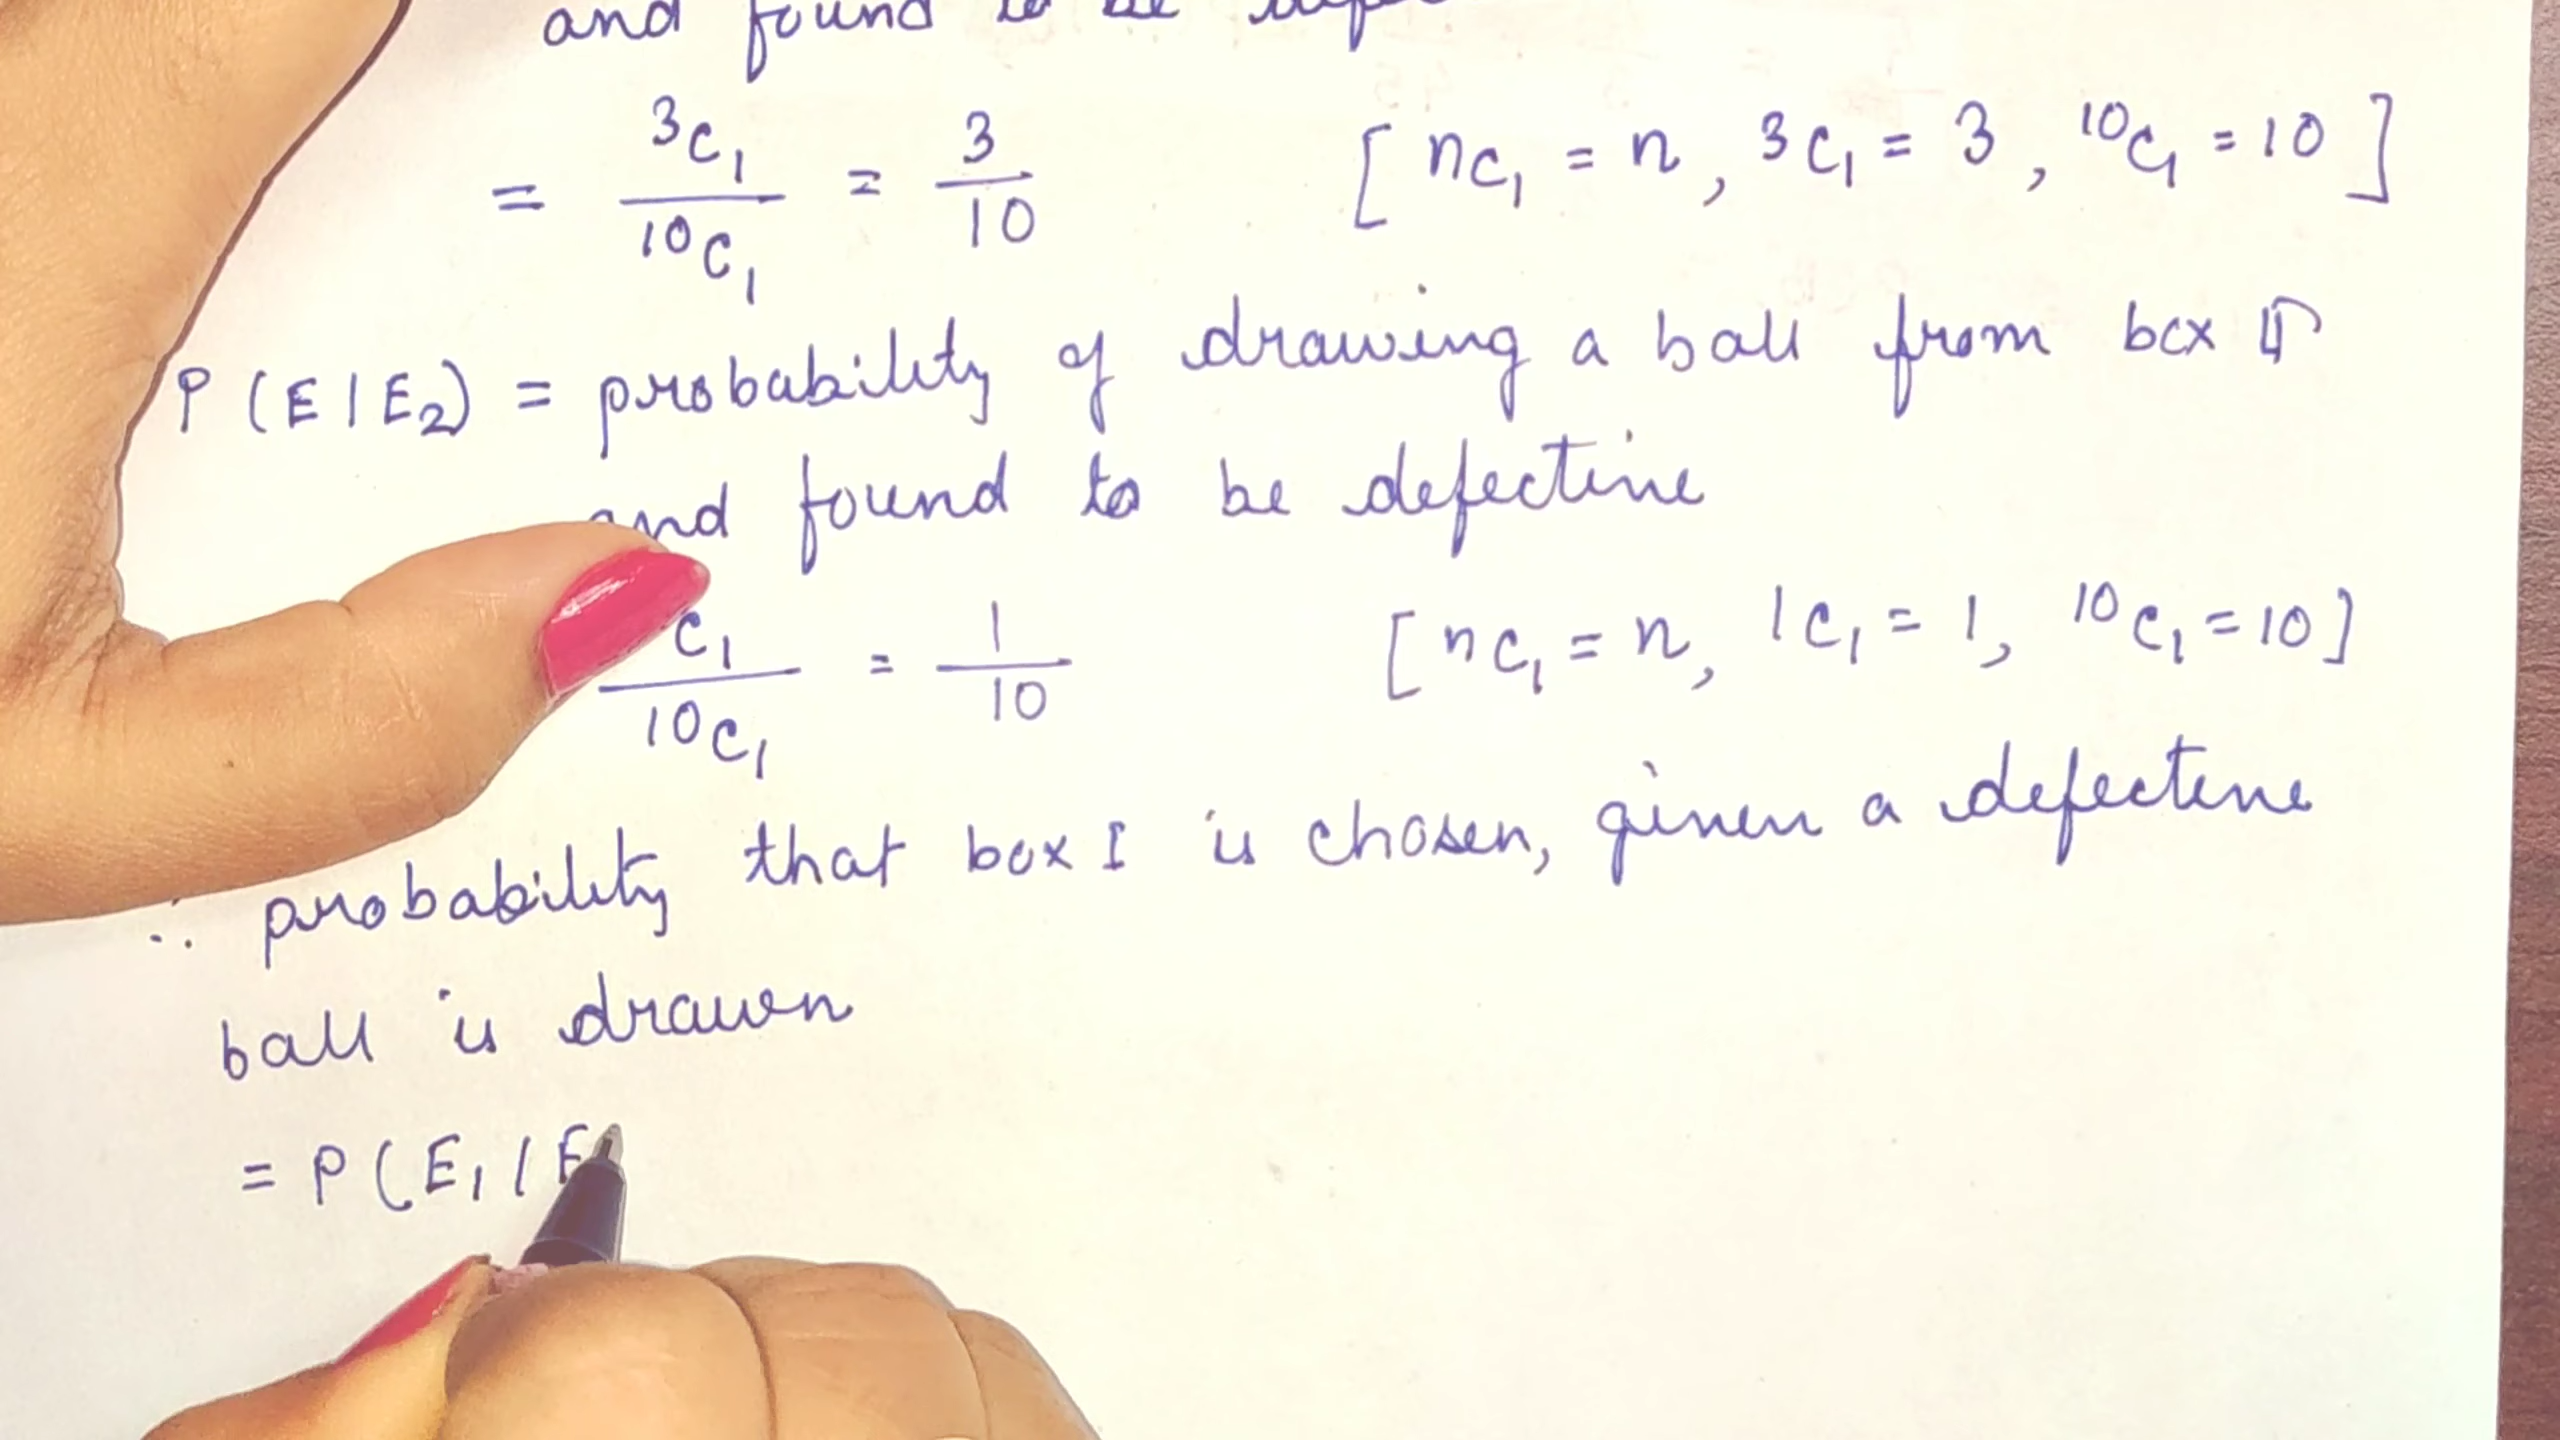 and found to be
= 3C1 / 10C1 = 3/10 [ nC1 = n, 3C1 = 3, 10C1 = 10 ]
P (E|E2) = probability of drawing a ball from box II
and found to be defective
C1 / 10C1 = 1/10 [ nC1 = n, 1C1 = 1, 10C1 = 10 ]
∴ probability that box I is chosen, given a defective
ball is drawn
= P(E1/E